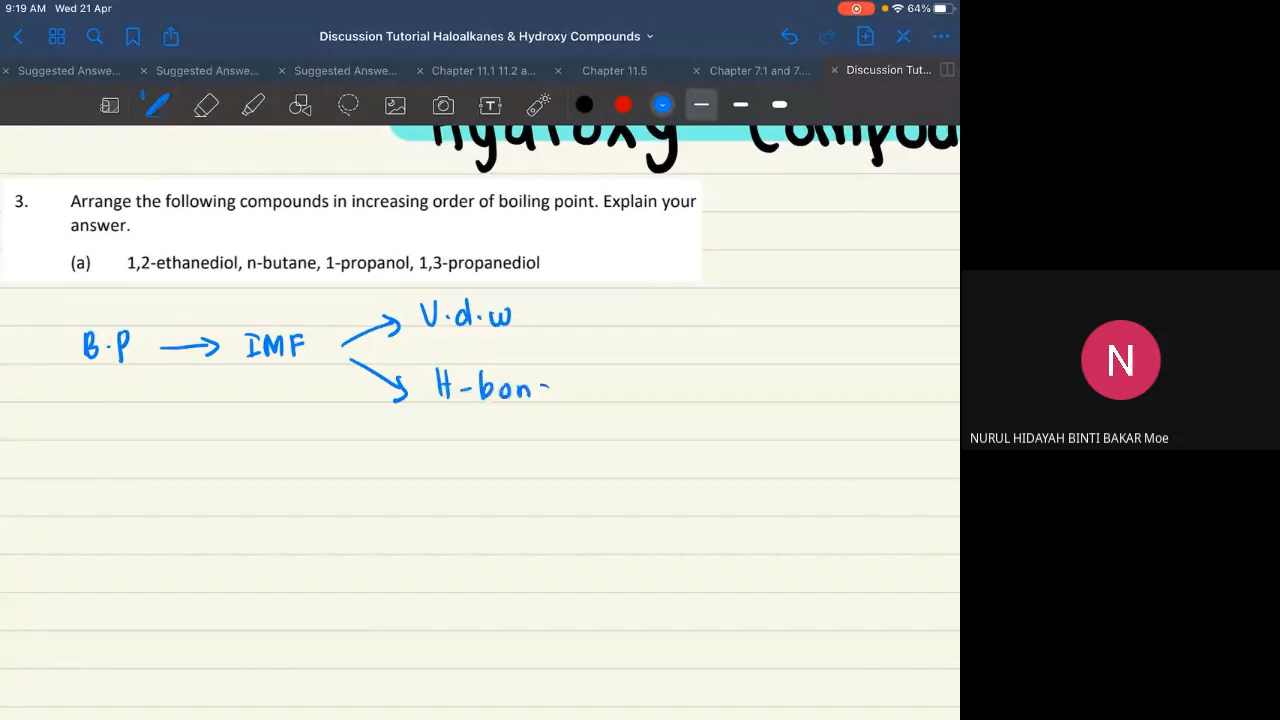 9:19 AM Wed 21 Apr
64%
Discussion Tutorial Haloalkanes & Hydroxy Compounds
Suggested Answe...
Suggested Answe...
Suggested Answe...
Chapter 11.1 11.2 a...
Chapter 11.5
Chapter 7.1 and 7....
Discussion Tut...
T
Hydroxy Compou
3. Arrange the following compounds in increasing order of boiling point. Explain your
answer.
(a) 1,2-ethanediol, n-butane, 1-propanol, 1,3-propanediol
V.d.w
B.P → IMF
H-bon-
N
NURUL HIDAYAH BINTI BAKAR Moe